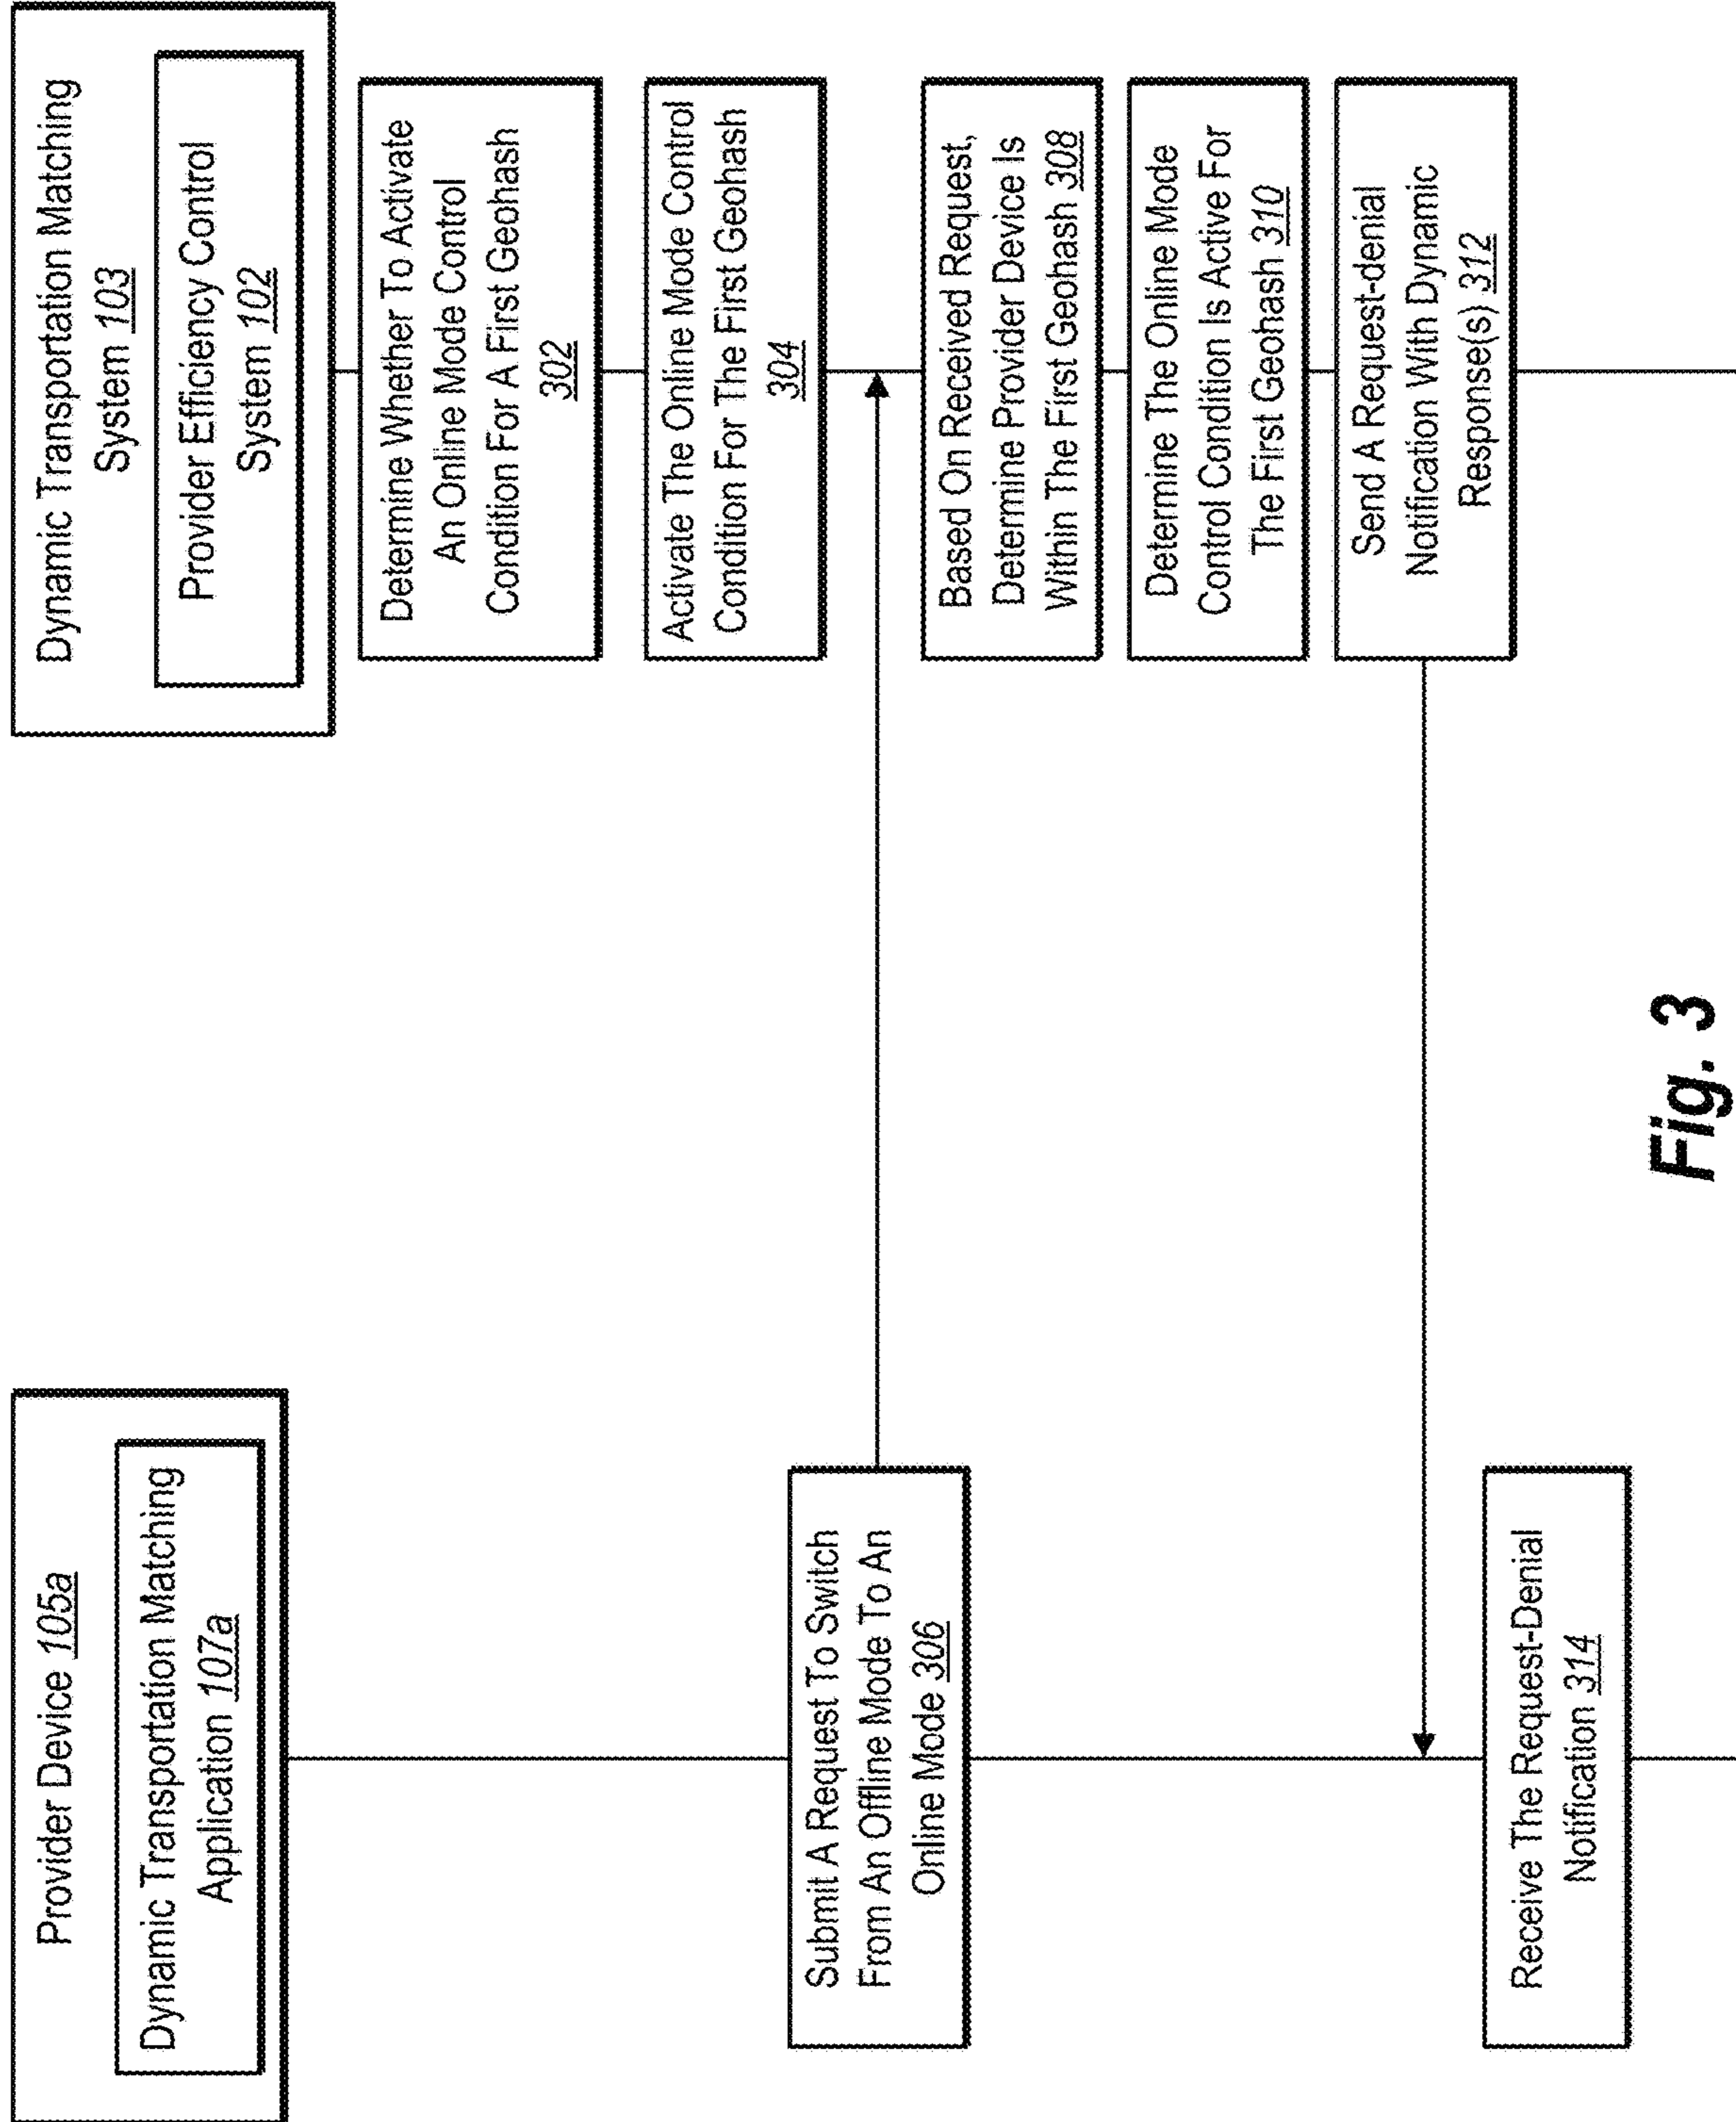 Provider Device 105a
Dynamic Transportation Matching
Application 107a
Dynamic Transportation Matching
System 103
Provider Efficiency Control
System 102
Determine Whether To Activate
An Online Mode Control
Condition For A First Geohash
302
Activate The Online Mode Control
Condition For The First Geohash
304
Submit A Request To Switch
From An Offline Mode To An
Online Mode 306
Based On Received Request,
Determine Provider Device Is
Within The First Geohash 308
Determine The Online Mode
Control Condition Is Active For
The First Geohash 310
Send A Request-denial
Notification With Dynamic
Response(s) 312
Receive The Request-Denial
Notification 314
Fig. 3